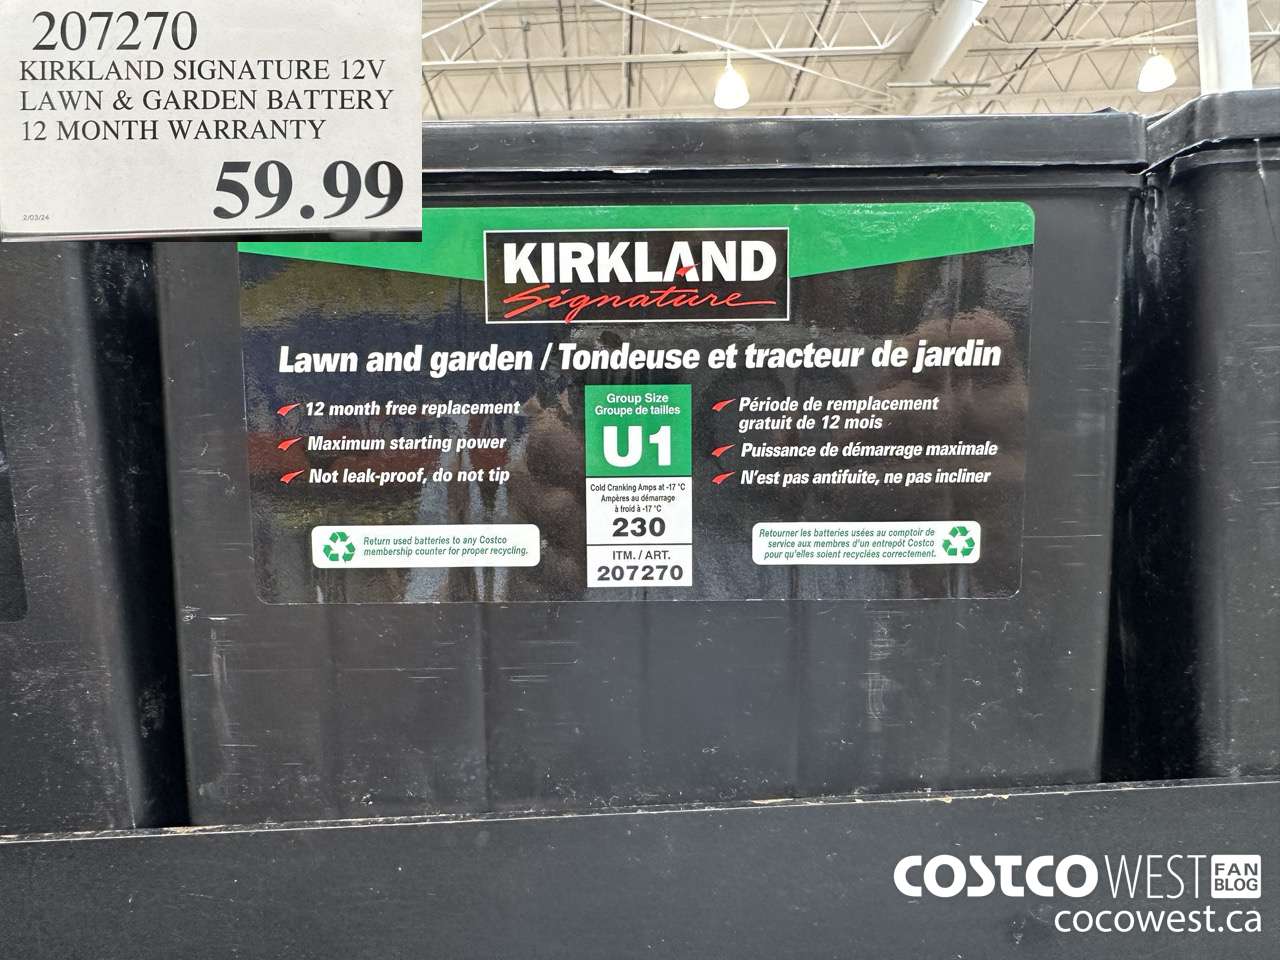 207270
KIRKLAND SIGNATURE 12V
LAWN & GARDEN BATTERY
12 MONTH WARRANTY
59.99
2/03/24
KIRKLAND
Signature
Lawn and garden / Tondeuse et tracteur de jardin
12 month free replacement
Maximum starting power
Not leak-proof, do not tip
Return used batteries to any Costco
membership counter for proper recycling.
Group Size
Groupe de tailles
U1
Cold Cranking Amps at -17 °C
Ampères au démarrage
à froid à -17 °C
230
ITM. / ART.
207270
Période de remplacement
gratuit de 12 mois
Puissance de démarrage maximale
N'est pas antifuite, ne pas incliner
Retourner les batteries usées au comptoir de
service aux membres d'un entrepôt Costco
pour qu'elles soient recyclées correctement.
COSTCO WEST FAN BLOG
cocowest.ca